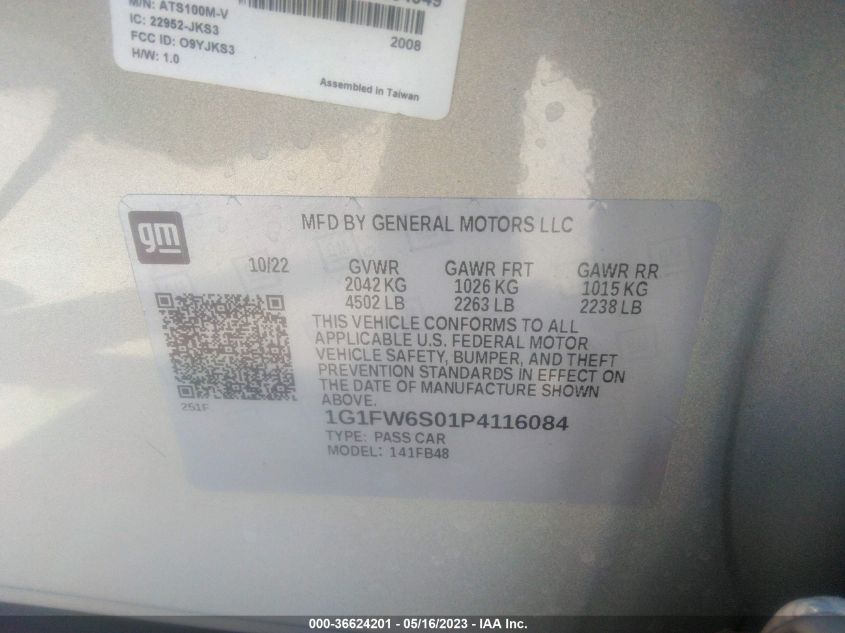 M/N: ATS100M-V
IC: 22952-JKS3
FCC ID: O9YJKS3
H/W: 1.0
2008
Assembled in Taiwan
gm
MFD BY GENERAL MOTORS LLC
10/22 GVWR GAWR FRT GAWR RR
2042 KG 1026 KG 1015 KG
4502 LB 2263 LB 2238 LB
THIS VEHICLE CONFORMS TO ALL
APPLICABLE U.S. FEDERAL MOTOR
VEHICLE SAFETY, BUMPER, AND THEFT
PREVENTION STANDARDS IN EFFECT ON
THE DATE OF MANUFACTURE SHOWN
ABOVE.
251F
1G1FW6S01P4116084
TYPE: PASS CAR
MODEL: 141FB48
000-36624201 - 05/16/2023 - IAA Inc.